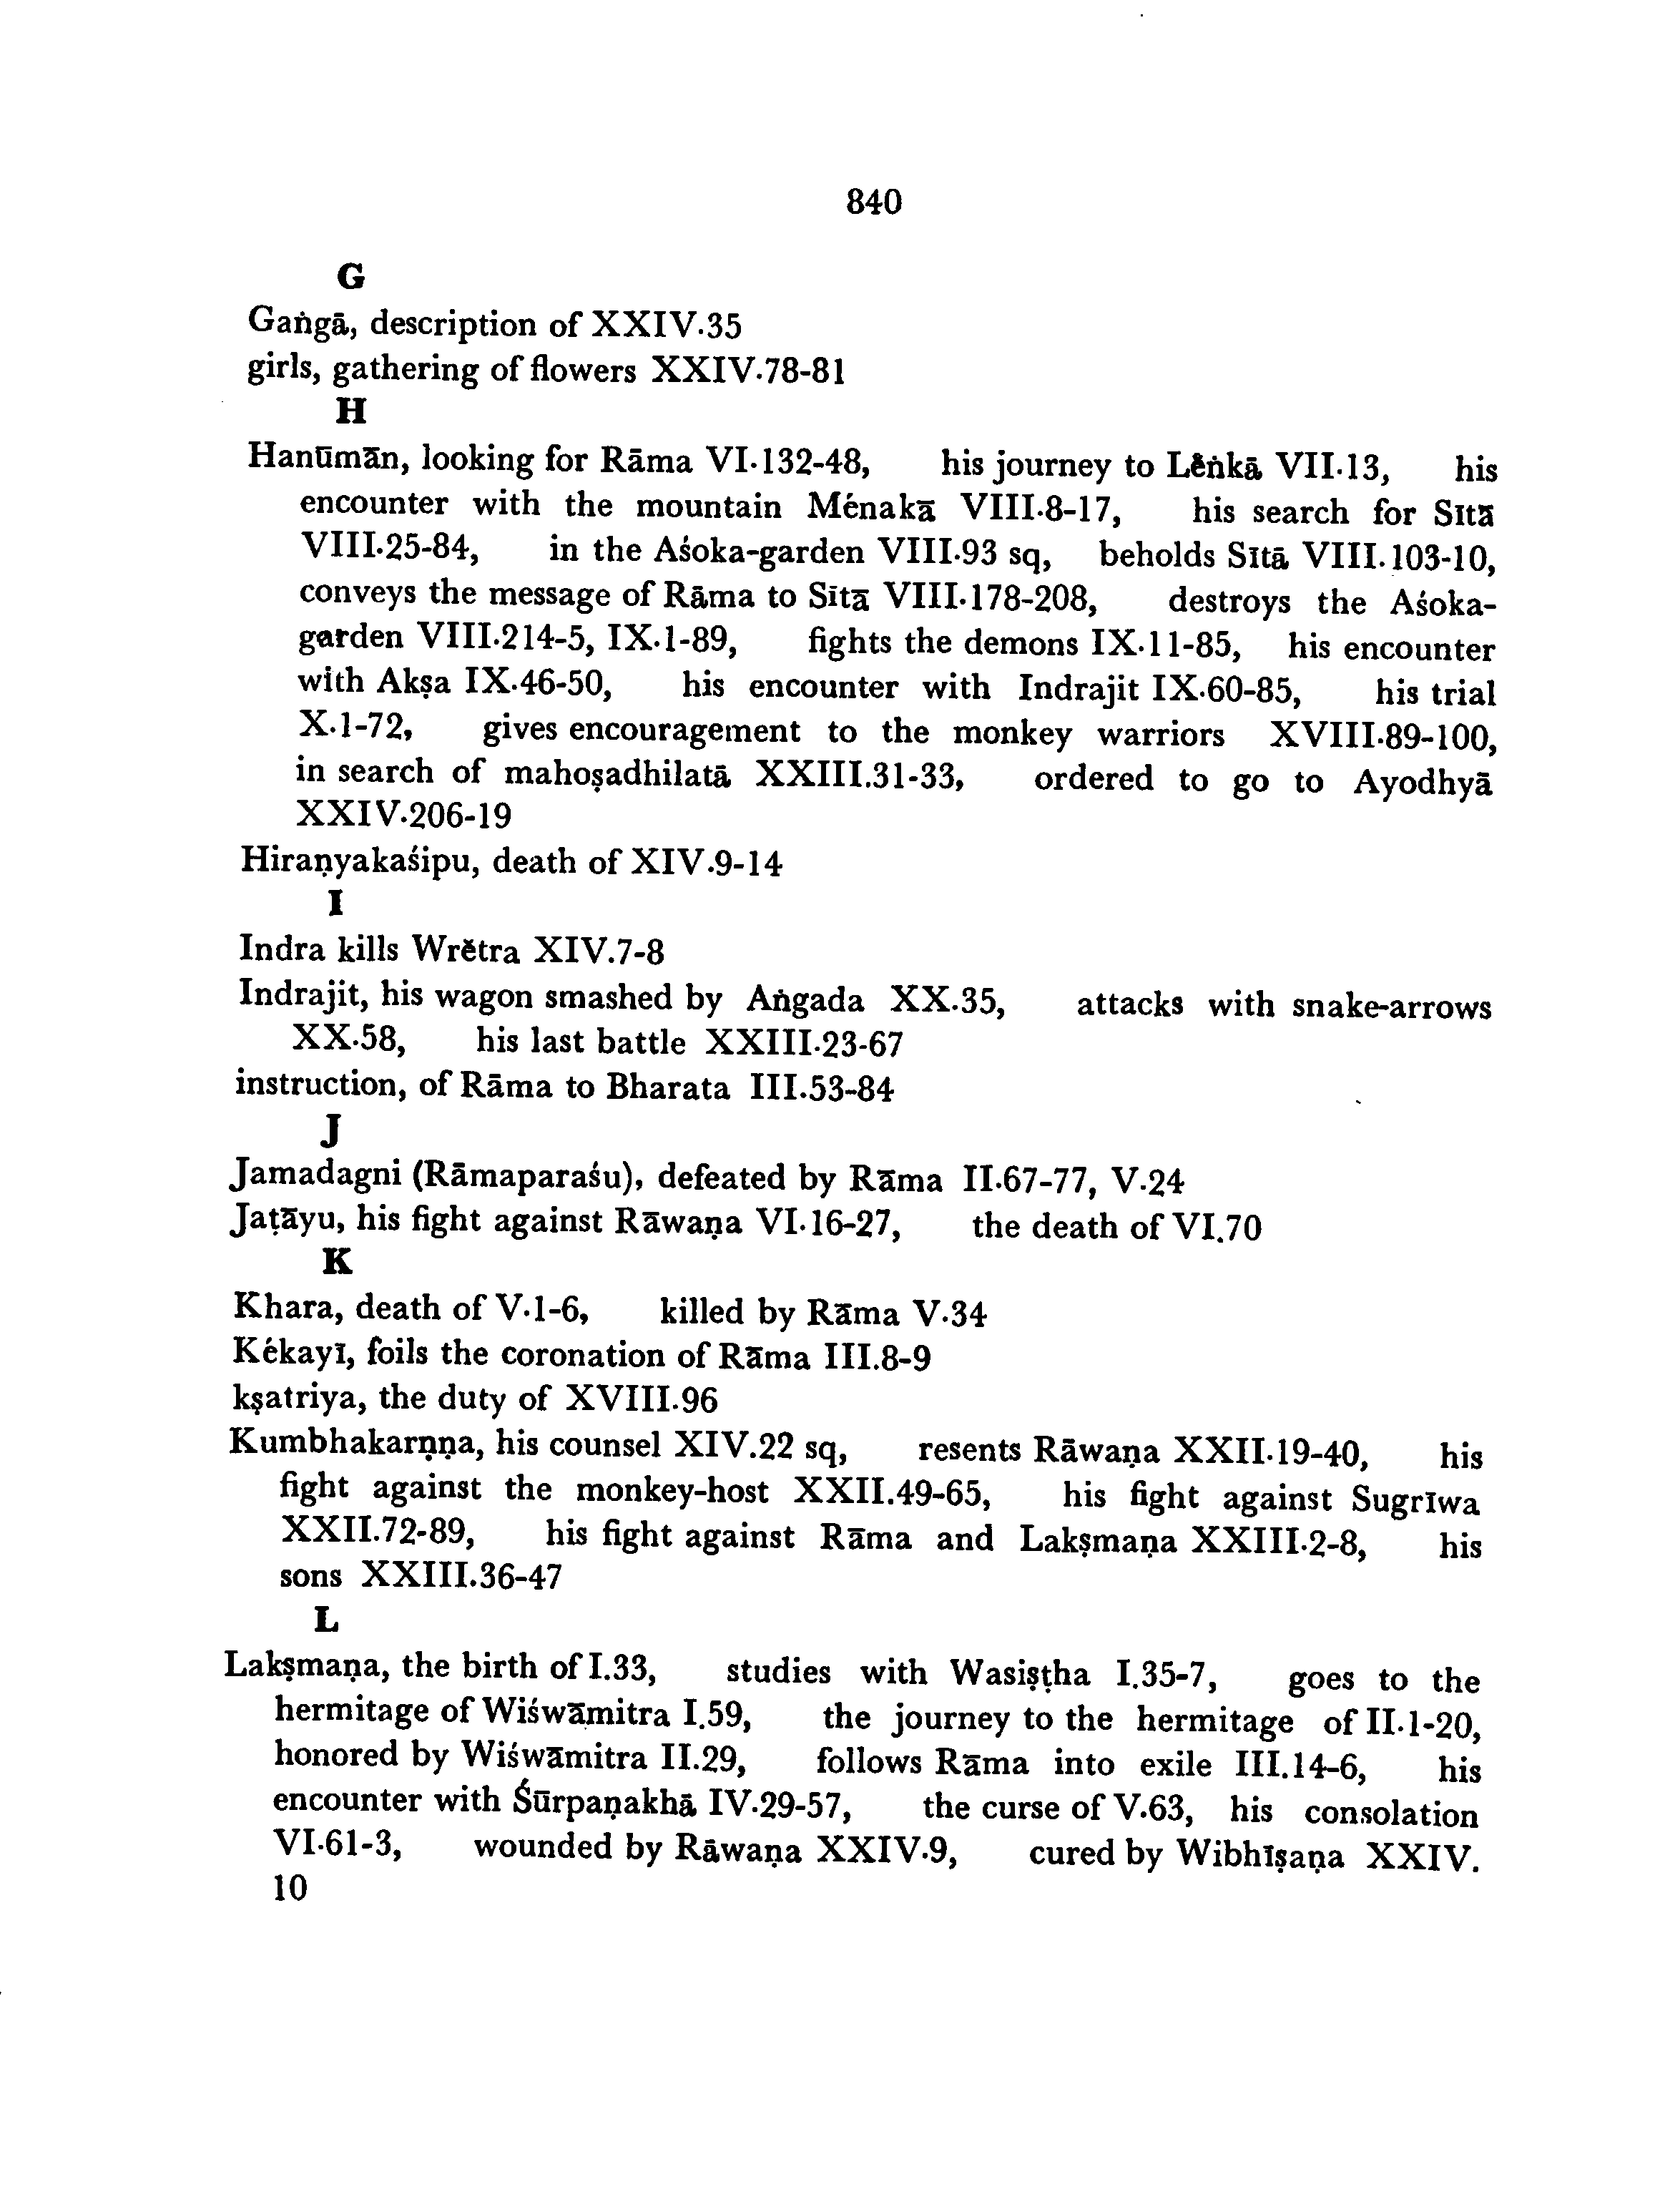 840
G
Gaṅgā, description of XXIV.35
girls, gathering of flowers XXIV.78-81
H
Hanūmān, looking for Rāma VI.132-48, his journey to Lĕṅkā VII.13, his
encounter with the mountain Ménakā VIII.8-17, his search for Sītā
VIII.25-84, in the Aśoka-garden VIII.93 sq, beholds Sītā VIII.103-10,
conveys the message of Rāma to Sītā VIII.178-208, destroys the Aśoka-
garden VIII.214-5, IX.1-89, fights the demons IX.11-85, his encounter
with Akṣa IX.46-50, his encounter with Indrajit IX.60-85, his trial
X.1-72, gives encouragement to the monkey warriors XVIII.89-100,
in search of mahoṣadhilatā XXIII.31-33, ordered to go to Ayodhyā
XXIV.206-19
Hiraṇyakaśipu, death of XIV.9-14
I
Indra kills Wrĕtra XIV.7-8
Indrajit, his wagon smashed by Aṅgada XX.35, attacks with snake-arrows
XX.58, his last battle XXIII.23-67
instruction, of Rāma to Bharata III.53-84
J
Jamadagni (Rāmaparaśu), defeated by Rāma II.67-77, V.24
Jaṭāyu, his fight against Rāwaṇa VI.16-27, the death of VI.70
K
Khara, death of V.1-6, killed by Rāma V.34
Kékayī, foils the coronation of Rāma III.8-9
kṣatriya, the duty of XVIII.96
Kumbhakarṇṇa, his counsel XIV.22 sq, resents Rāwaṇa XXII.19-40, his
fight against the monkey-host XXII.49-65, his fight against Sugrīwa
XXII.72-89, his fight against Rāma and Lakṣmaṇa XXIII.2-8, his
sons XXIII.36-47
L
Lakṣmaṇa, the birth of I.33, studies with Wasiṣṭha I.35-7, goes to the
hermitage of Wiśwāmitra I.59, the journey to the hermitage of II.1-20,
honored by Wiśwāmitra II.29, follows Rāma into exile III.14-6, his
encounter with Śūrpaṇakhā IV.29-57, the curse of V.63, his consolation
VI.61-3, wounded by Rāwaṇa XXIV.9, cured by Wibhīṣaṇa XXIV.
10